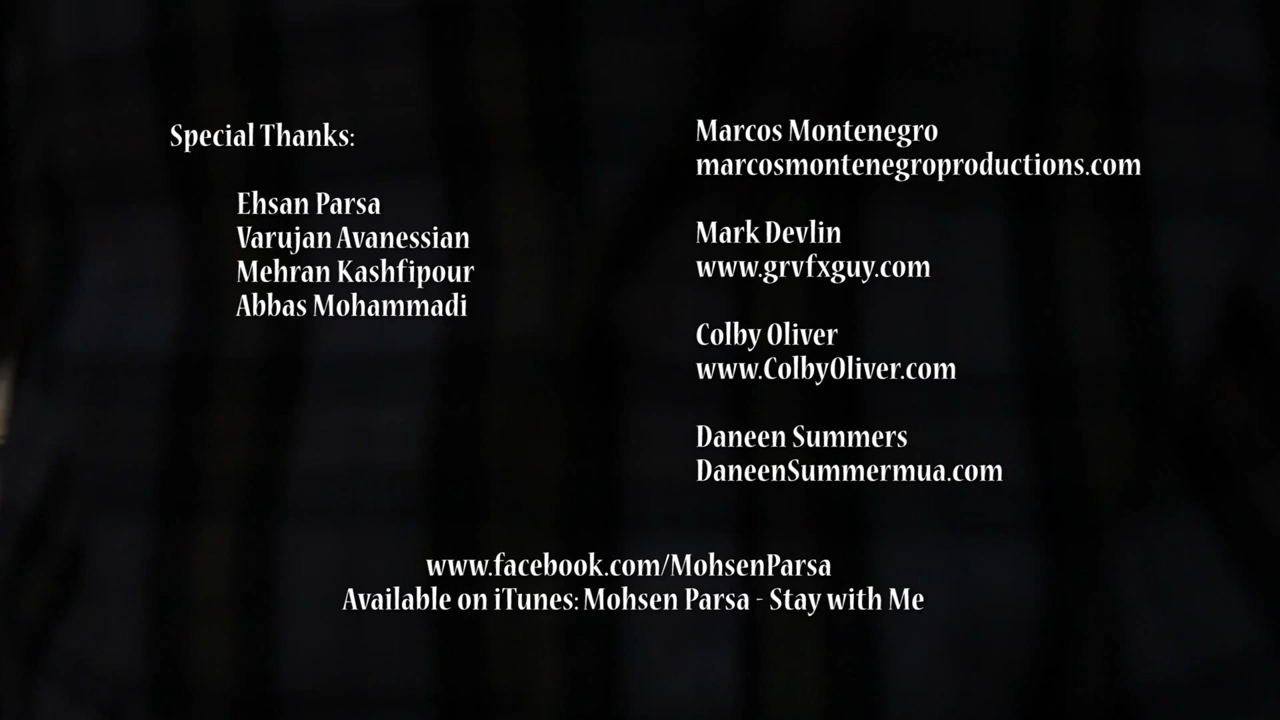 Special Thanks:
Ehsan Parsa
Varujan Avanessian
Mehran Kashfipour
Abbas Mohammadi
Marcos Montenegro
marcosmontenegroproductions.com
Mark Devlin
www.grvfxguy.com
Colby Oliver
www.ColbyOliver.com
Daneen Summers
DaneenSummermua.com
www.facebook.com/MohsenParsa
Available on iTunes: Mohsen Parsa - Stay with Me